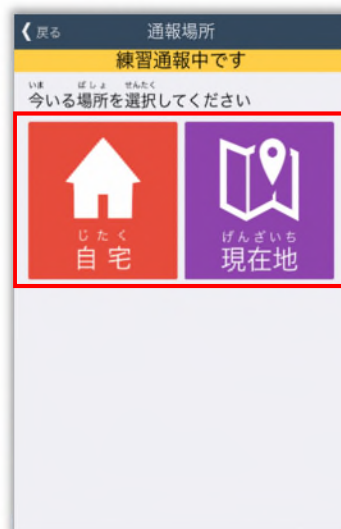 戻る 通報場所
練習通報中です
いま ばしょ せんたく
今いる場所を選択してください
じたく げんざいち
自宅 現在地